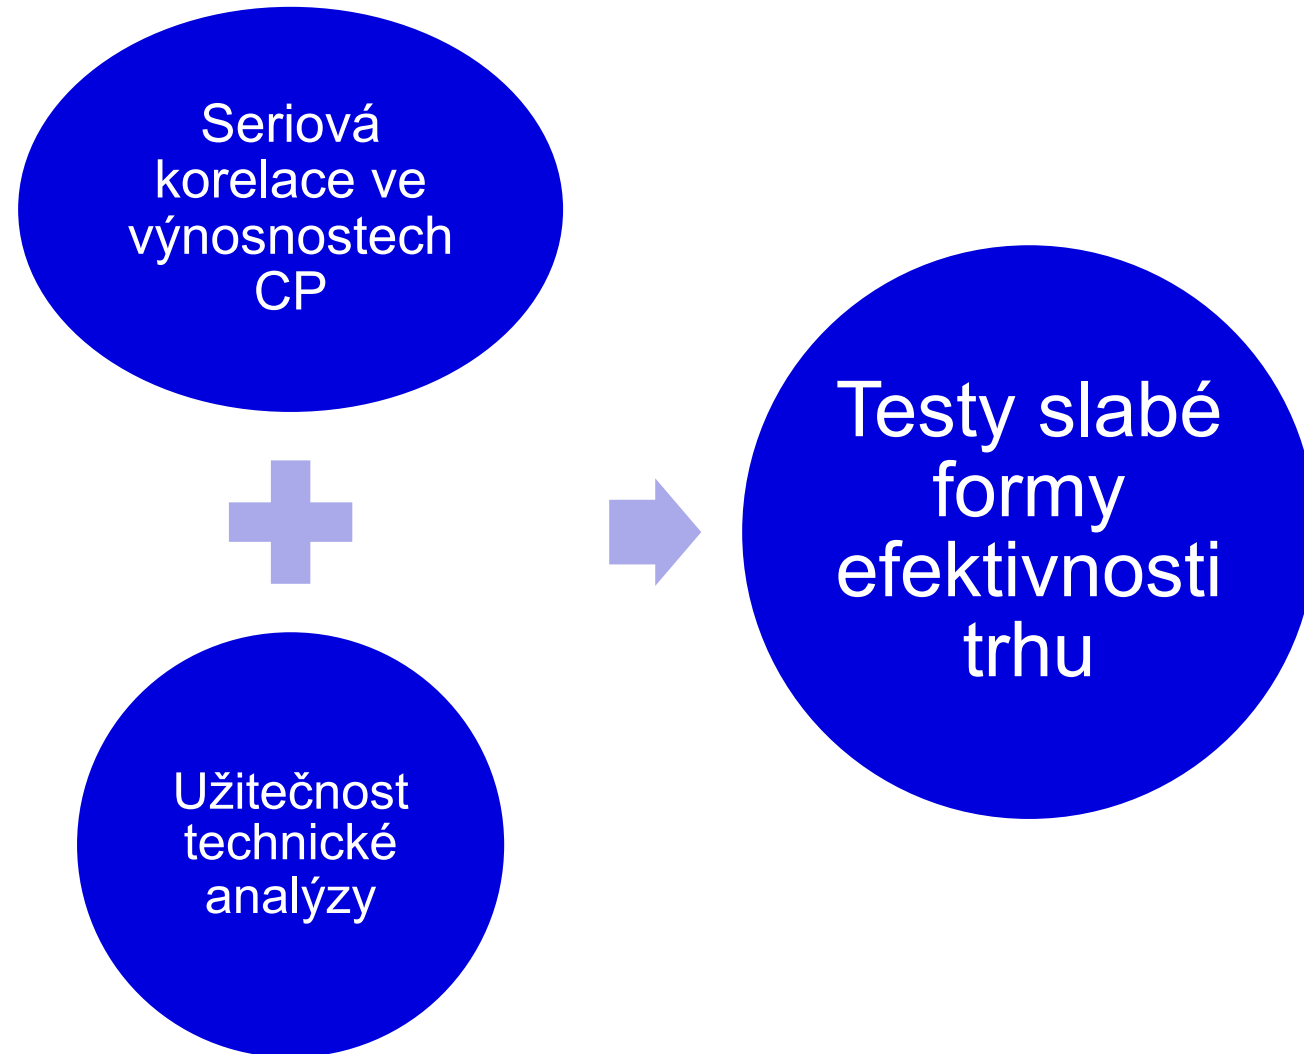 Seriová
korelace ve
výnosnostech
CP
Užitečnost
technické
analýzy
Testy slabé
formy
efektivnosti
trhu